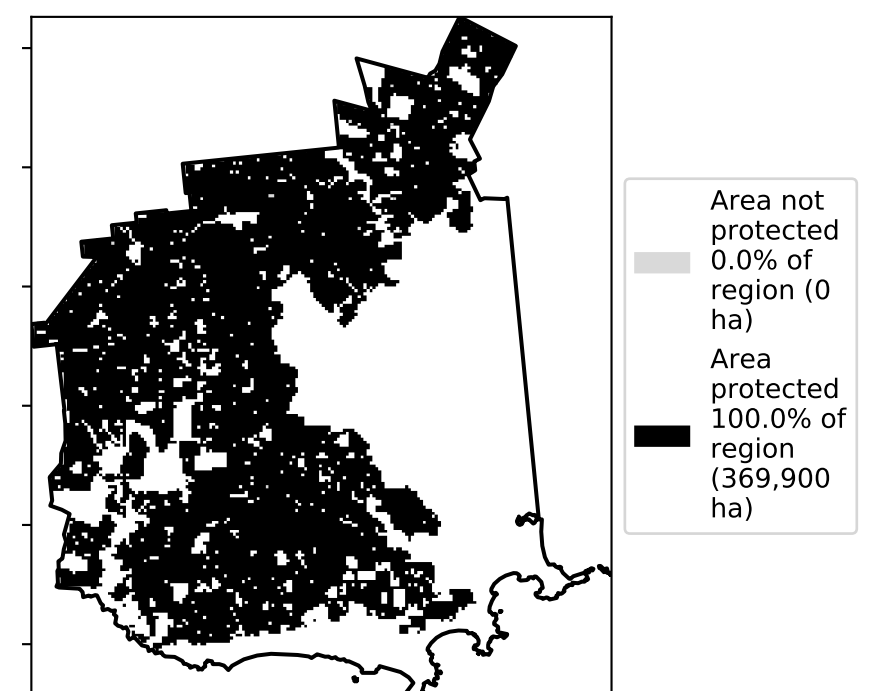 Area not
protected
0.0% of
region (0
ha)
Area
protected
100.0% of
region
(369,900
ha)